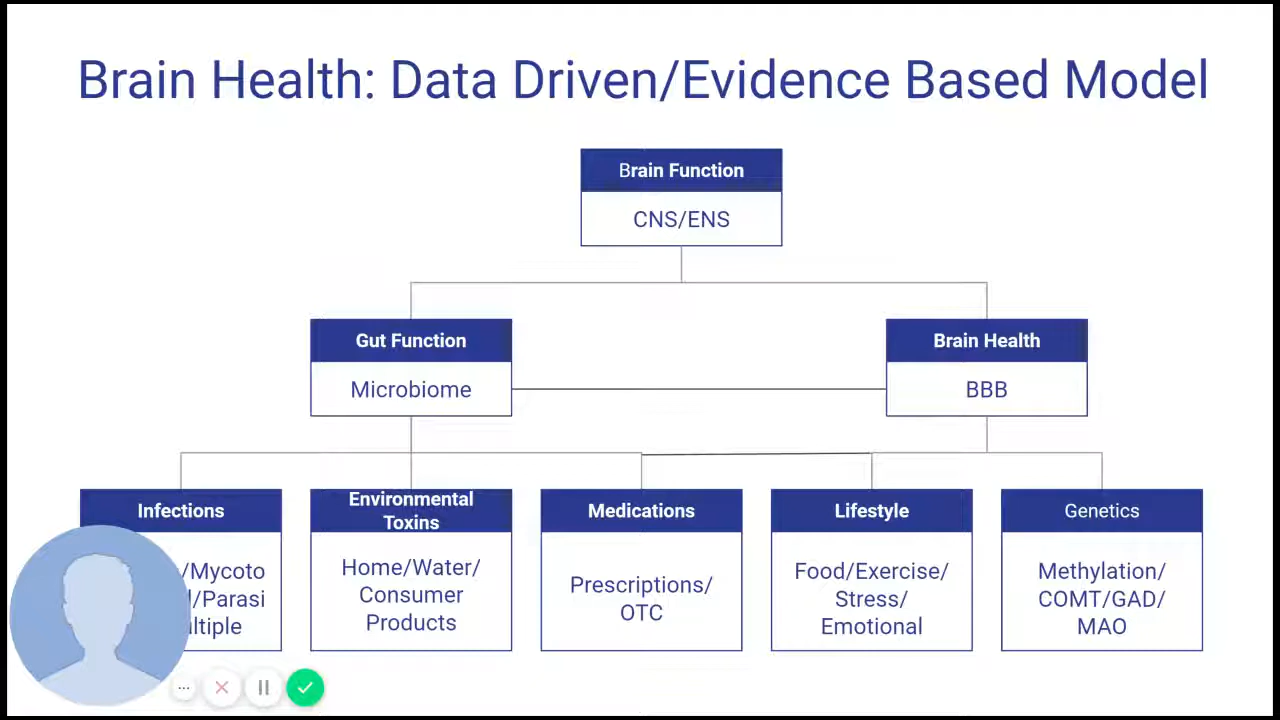 Brain Health: Data Driven/Evidence Based Model
Brain Function
CNS/ENS
Gut Function
Microbiome
Brain Health
BBB
Infections
/Mycoto
/Parasi
Environmental
Toxins
Home/Water/
Consumer
Products
Medications
Prescriptions/
OTC
Lifestyle
Food/Exercise/
Stress/
Emotional
Genetics
Methylation/
COMT/GAD/
MAO